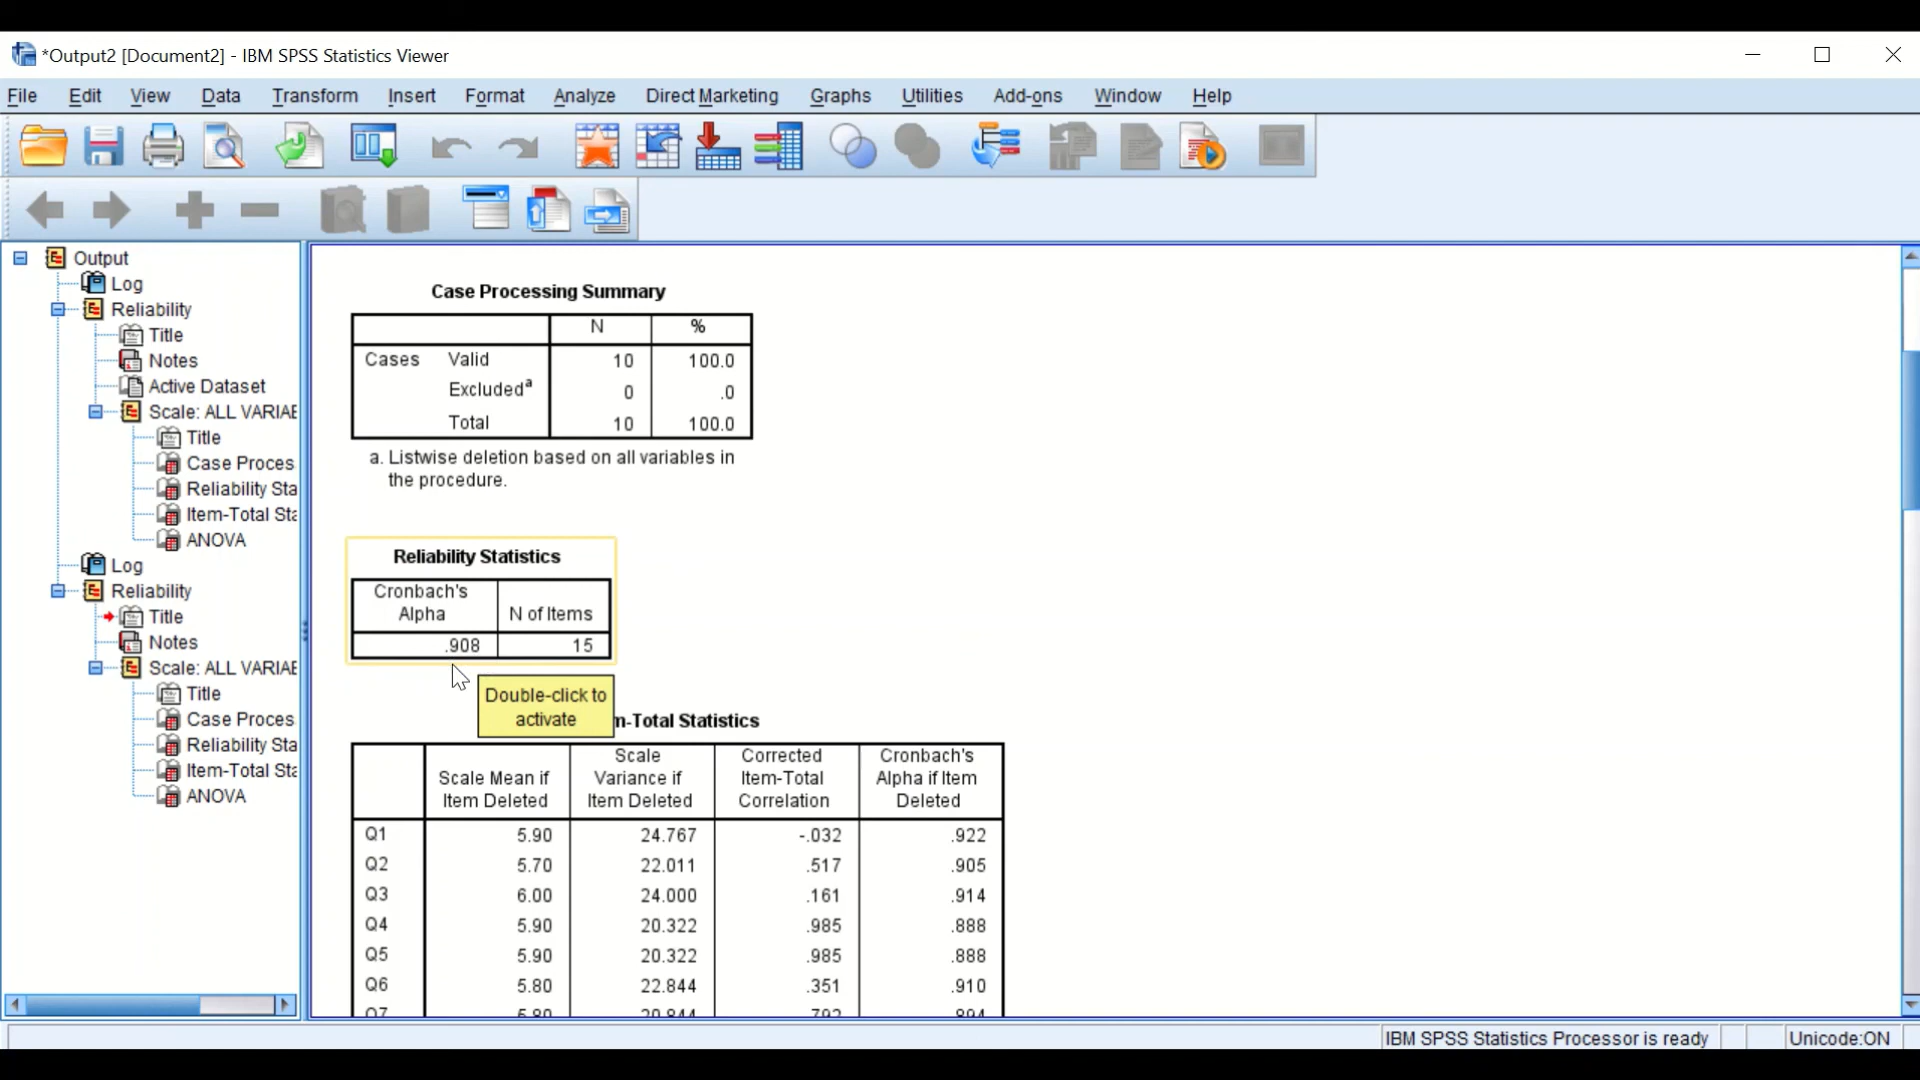 *Output2 [Document2] - IBM SPSS Statistics Viewer
File Edit View Data Transform Insert Format Analyze Direct Marketing Graphs Utilities Add-ons Window Help
Output
Log
Reliability
Title
Notes
Active Dataset
Scale: ALL VARIAE
Title
Case Proces
Reliability Sta
Item-Total Sta
ANOVA
Log
Reliability
Title
Notes
Scale: ALL VARIAE
Title
Case Proces
Reliability Sta
Item-Total Sta
ANOVA
Case Processing Summary
N %
Cases Valid 10 100.0
Excludedª 0 .0
Total 10 100.0
a. Listwise deletion based on all variables in
the procedure.
Reliability Statistics
Cronbach's
Alpha N of Items
.908 15
Double-click to
activate
m-Total Statistics
Scale Mean if
Item Deleted
Scale
Variance if
Item Deleted
Corrected
Item-Total
Correlation
Cronbach's
Alpha if Item
Deleted
Q1 5.90 24.767 -.032 .922
Q2 5.70 22.011 .517 .905
Q3 6.00 24.000 .161 .914
Q4 5.90 20.322 .985 .888
Q5 5.90 20.322 .985 .888
Q6 5.80 22.844 .351 .910
Q7 5.80 20.844 .792 .894
IBM SPSS Statistics Processor is ready Unicode:ON